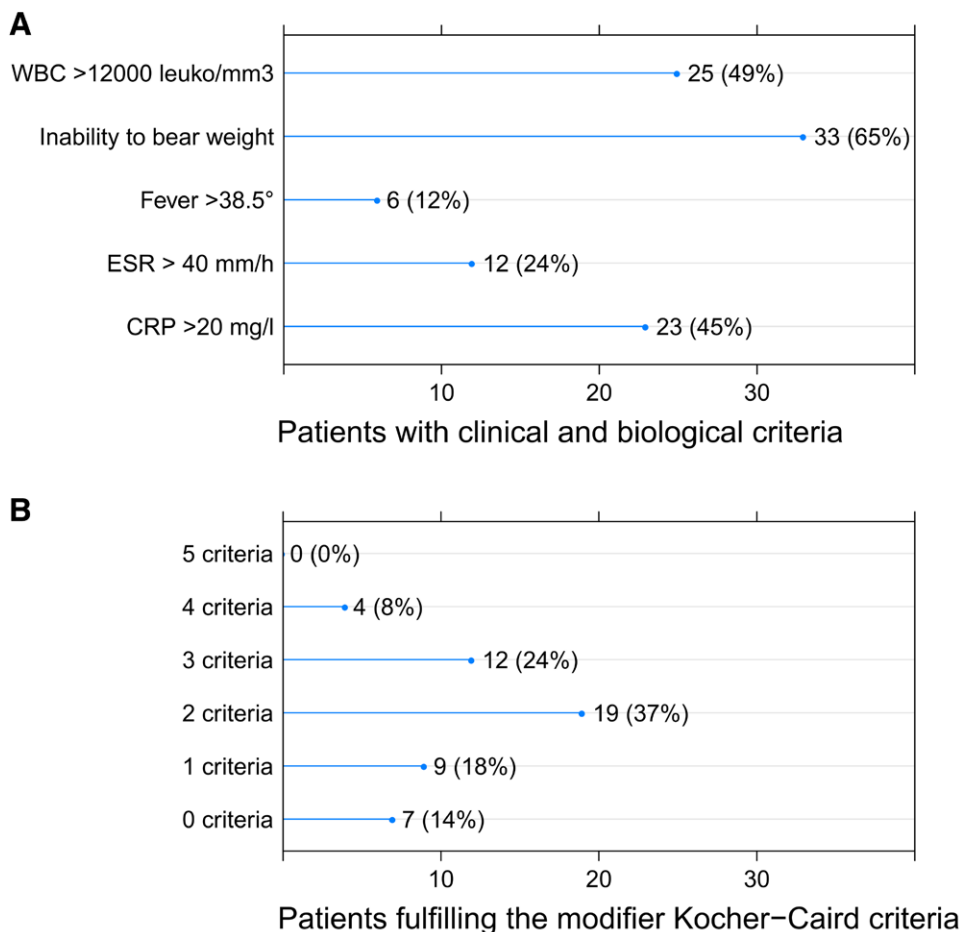 A
WBC >12000 leuko/mm3 25 (49%)
Inability to bear weight 33 (65%)
Fever >38.5° 6 (12%)
ESR > 40 mm/h 12 (24%)
CRP >20 mg/l 23 (45%)
10 20 30
Patients with clinical and biological criteria
B
5 criteria 0 (0%)
4 criteria 4 (8%)
3 criteria 12 (24%)
2 criteria 19 (37%)
1 criteria 9 (18%)
0 criteria 7 (14%)
10 20 30
Patients fulfilling the modifier Kocher−Caird criteria